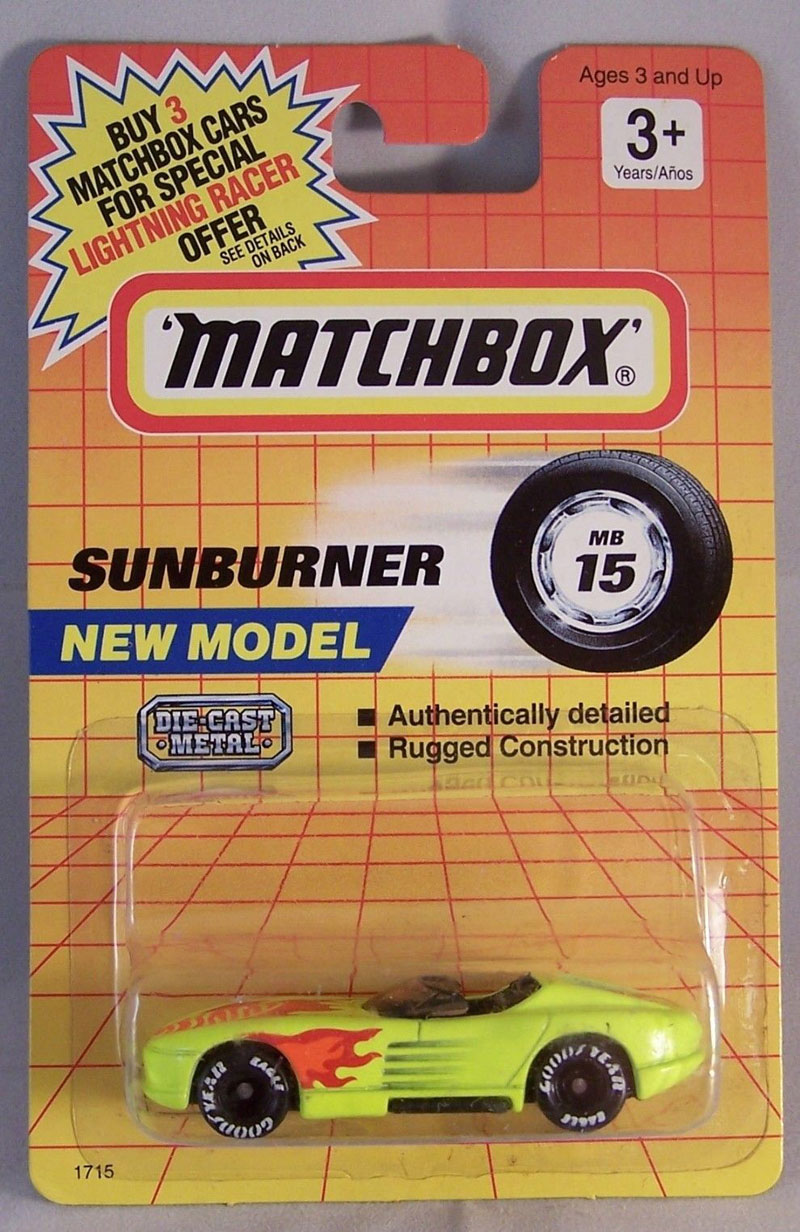 BUY 3
MATCHBOX CARS
FOR SPECIAL
LIGHTNING RACER
OFFER
SEE DETAILS
ON BACK
Ages 3 and Up
3+
Years/Años
'MATCHBOX'®
MB
15
SUNBURNER
NEW MODEL
DIE-CAST
•METAL•
■ Authentically detailed
■ Rugged Construction
GOODYEAR
EAGLE
GOODYEAR
EAGLE
1715